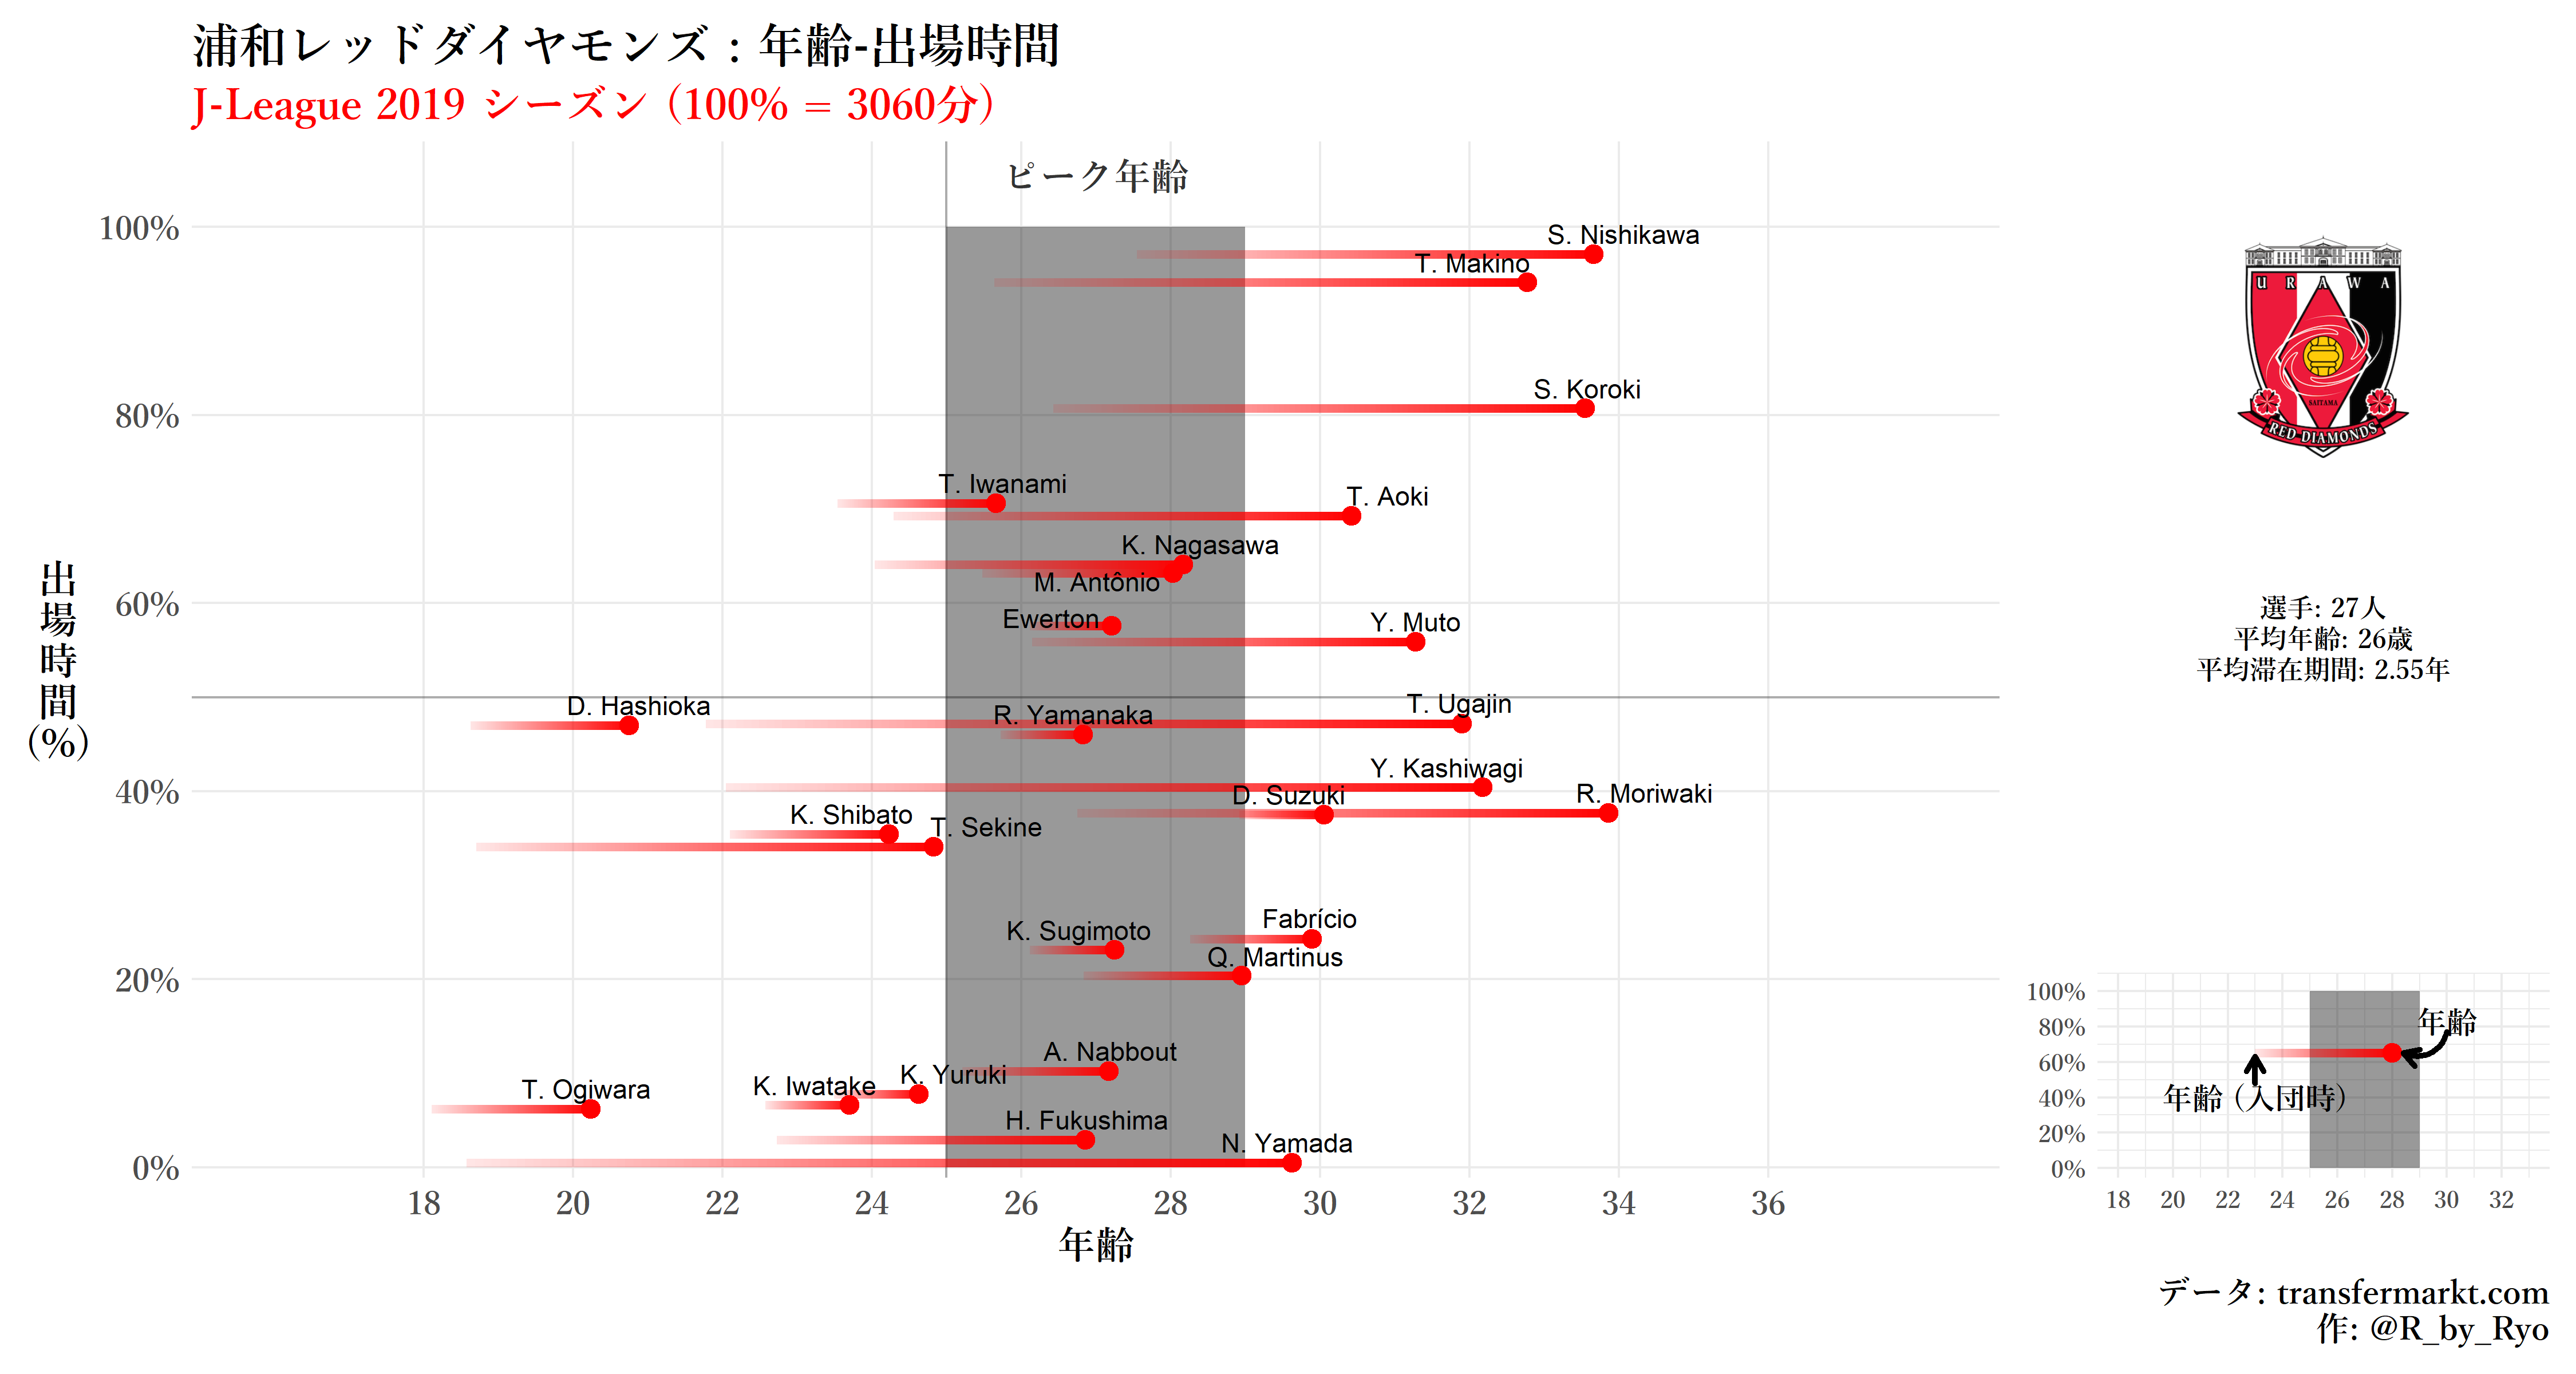 浦和レッドダイヤモンズ : 年齢-出場時間
J-League 2019 シーズン (100% = 3060分)
ピーク年齢
100%
80%
60%
40%
20%
0%
出場時間(%)
S. Nishikawa
T. Makino
S. Koroki
T. Iwanami
T. Aoki
K. Nagasawa
M. Antônio
Ewerton
Y. Muto
D. Hashioka
T. Ugajin
R. Yamanaka
Y. Kashiwagi
D. Suzuki
R. Moriwaki
K. Shibato
T. Sekine
Fabrício
K. Sugimoto
Q. Martinus
A. Nabbout
K. Yuruki
K. Iwatake
T. Ogiwara
H. Fukushima
N. Yamada
18 20 22 24 26 28 30 32 34 36
年齢
URAWA
SAITAMA
RED DIAMONDS
選手: 27人
平均年齢: 26歳
平均滞在期間: 2.55年
100%
80%
60%
40%
20%
0%
年齢
年齢 (入団時)
18 20 22 24 26 28 30 32
データ: transfermarkt.com
作: @R_by_Ryo